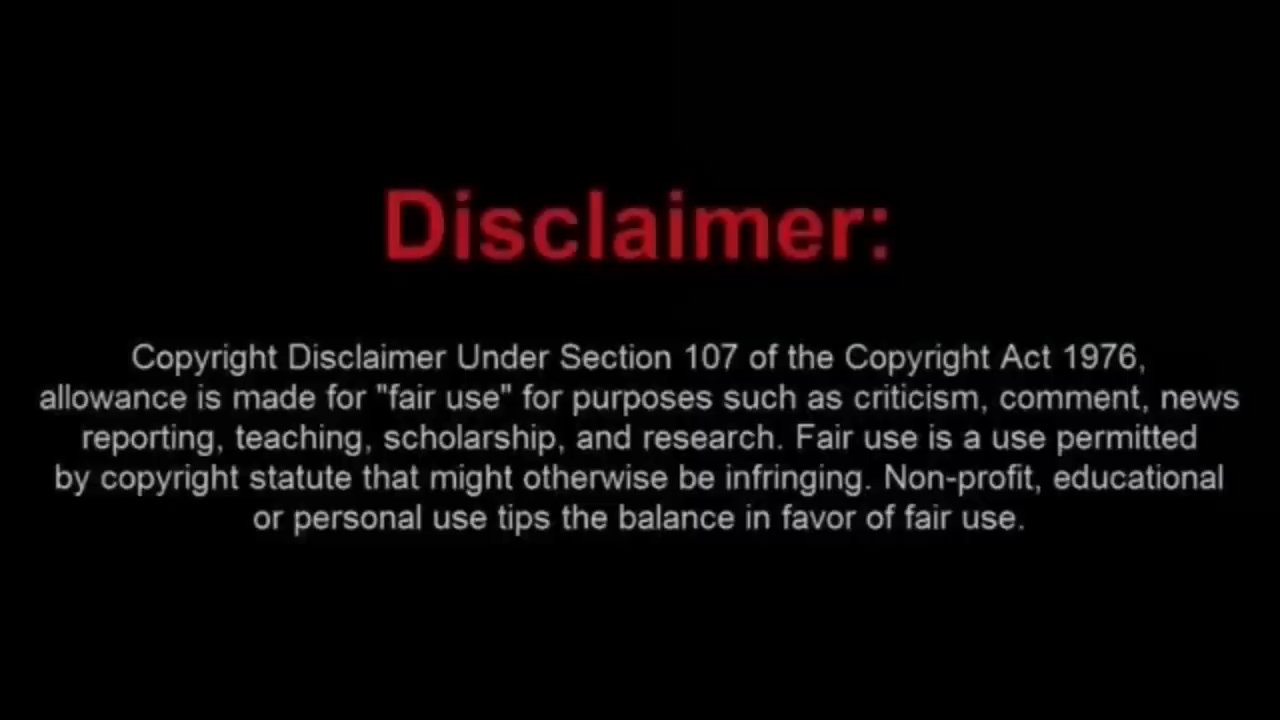 Disclaimer:
Copyright Disclaimer Under Section 107 of the Copyright Act 1976,
allowance is made for "fair use" for purposes such as criticism, comment, news
reporting, teaching, scholarship, and research. Fair use is a use permitted
by copyright statute that might otherwise be infringing. Non-profit, educational
or personal use tips the balance in favor of fair use.